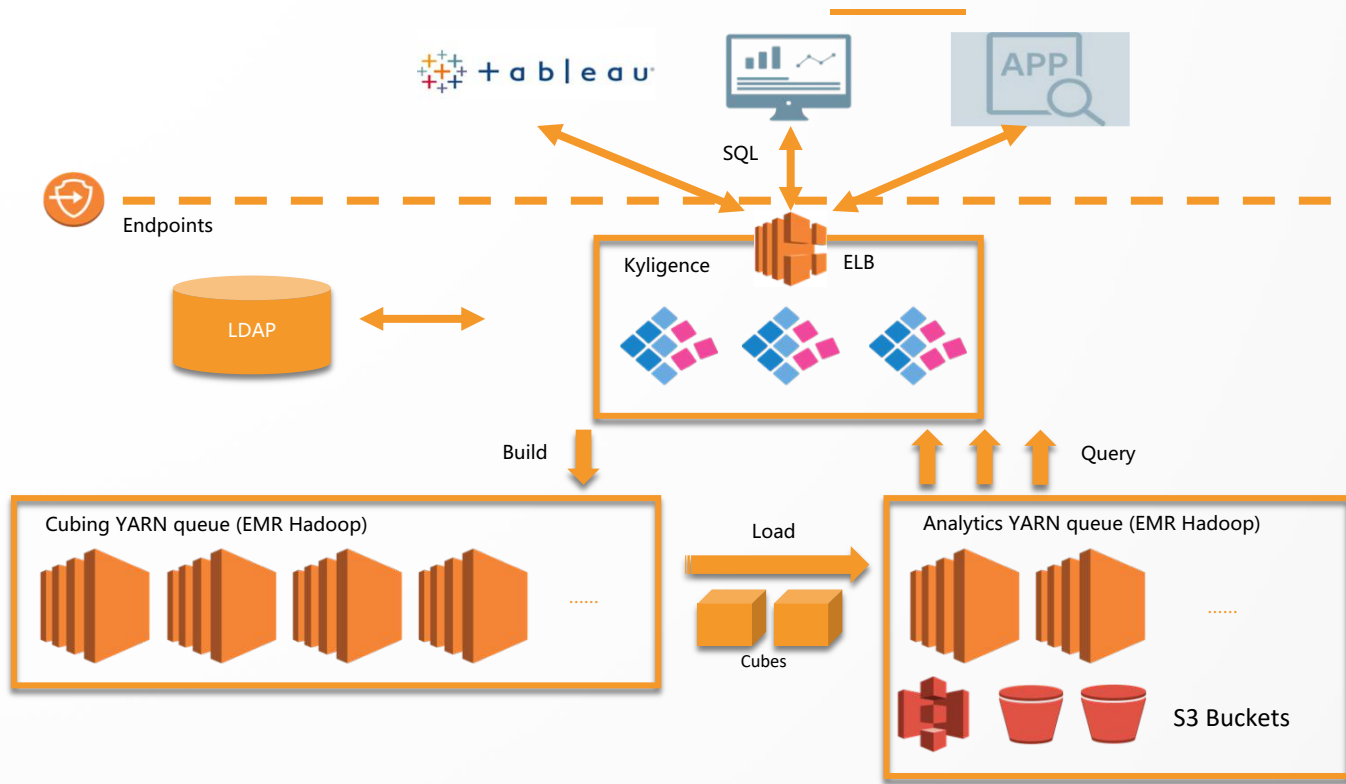 +ableau
APP
SQL
Endpoints
Kyligence
ELB
LDAP
Build
Query
Cubing YARN queue (EMR Hadoop)
......
Load
Cubes
Analytics YARN queue (EMR Hadoop)
......
S3 Buckets